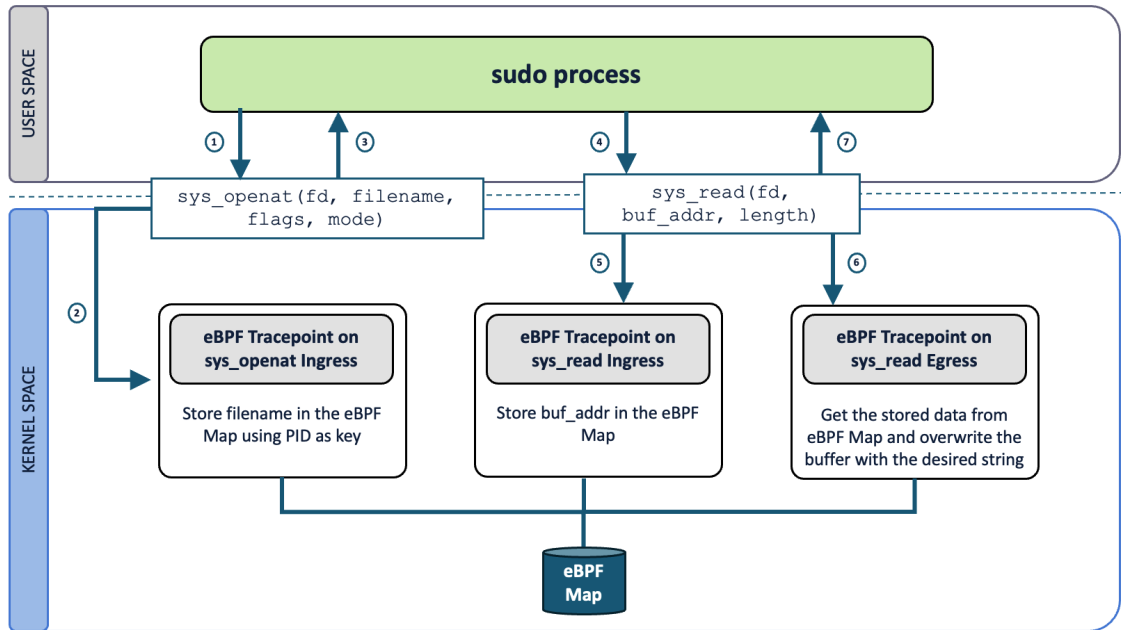 USER SPACE
sudo process
1
3
4
7
sys_openat(fd, filename,
flags, mode)
sys_read(fd,
buf_addr, length)
KERNEL SPACE
2
5
6
eBPF Tracepoint on
sys_openat Ingress
Store filename in the eBPF
Map using PID as key
eBPF Tracepoint on
sys_read Ingress
Store buf_addr in the eBPF
Map
eBPF Tracepoint on
sys_read Egress
Get the stored data from
eBPF Map and overwrite the
buffer with the desired string
eBPF
Map